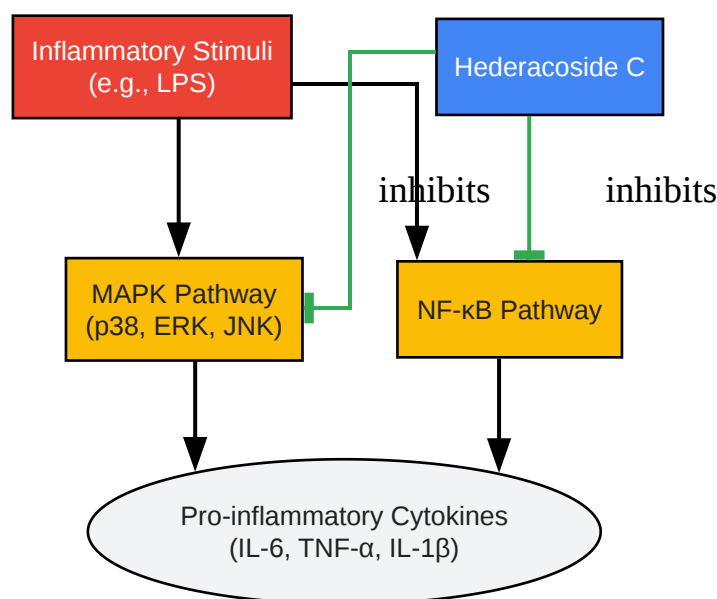 Inflammatory Stimuli
(e.g., LPS)
Hederacoside C
inhibits
inhibits
MAPK Pathway
(p38, ERK, JNK)
NF-κB Pathway
Pro-inflammatory Cytokines
(IL-6, TNF-α, IL-1β)